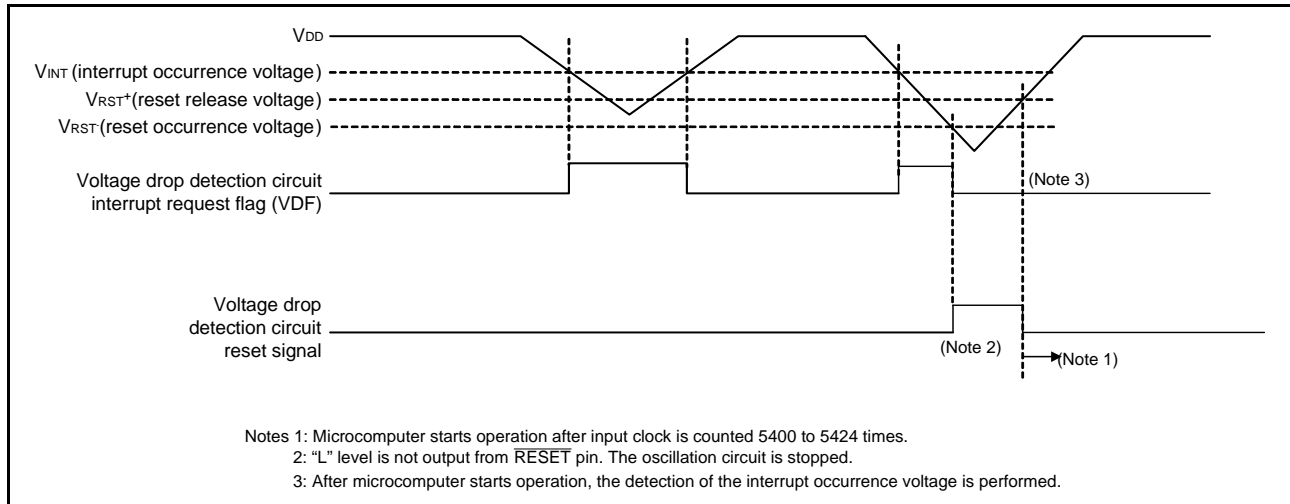 VDD
VINT (interrupt occurrence voltage)
VRST+(reset release voltage)
VRST-(reset occurrence voltage)
Voltage drop detection circuit
interrupt request flag (VDF)
(Note 3)
Voltage drop
detection circuit
reset signal
(Note 2)
(Note 1)
Notes 1: Microcomputer starts operation after input clock is counted 5400 to 5424 times.
2: “L” level is not output from RESET pin. The oscillation circuit is stopped.
3: After microcomputer starts operation, the detection of the interrupt occurrence voltage is performed.